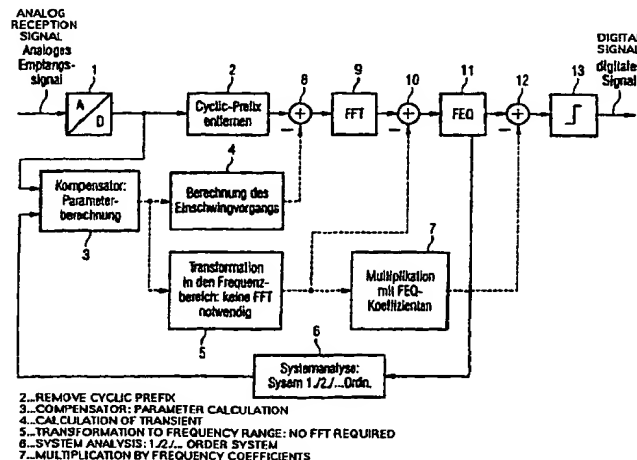 ANALOG
RECEPTION
SIGNAL
Analoges
Empfangs-
signal
1
A
D
2
Cyclic-Prefix
entfernen
8
+
–
9
FFT
10
+
–
11
FEQ
12
+
–
13
DIGITAL
SIGNAL
digitales
Signal
Kompensator:
Parameter-
berechnung
3
4
Berechnung des
Einschwingvorgangs
Transformation
in den Frequenz-
bereich: keine FFT
notwendig
5
7
Multiplikation
mit FEQ-
Koeffizienten
6
Systemanalyse:
Sysem 1./2./... Ordn.
2...REMOVE CYCLIC PREFIX
3...COMPENSATOR: PARAMETER CALCULATION
4...CALCULATION OF TRANSIENT
5...TRANSFORMATION TO FREQUENCY RANGE: NO FFT REQUIRED
6...SYSTEM ANALYSIS: 1./2./... ORDER SYSTEM
7...MULTIPLICATION BY FREQUENCY COEFFICIENTS